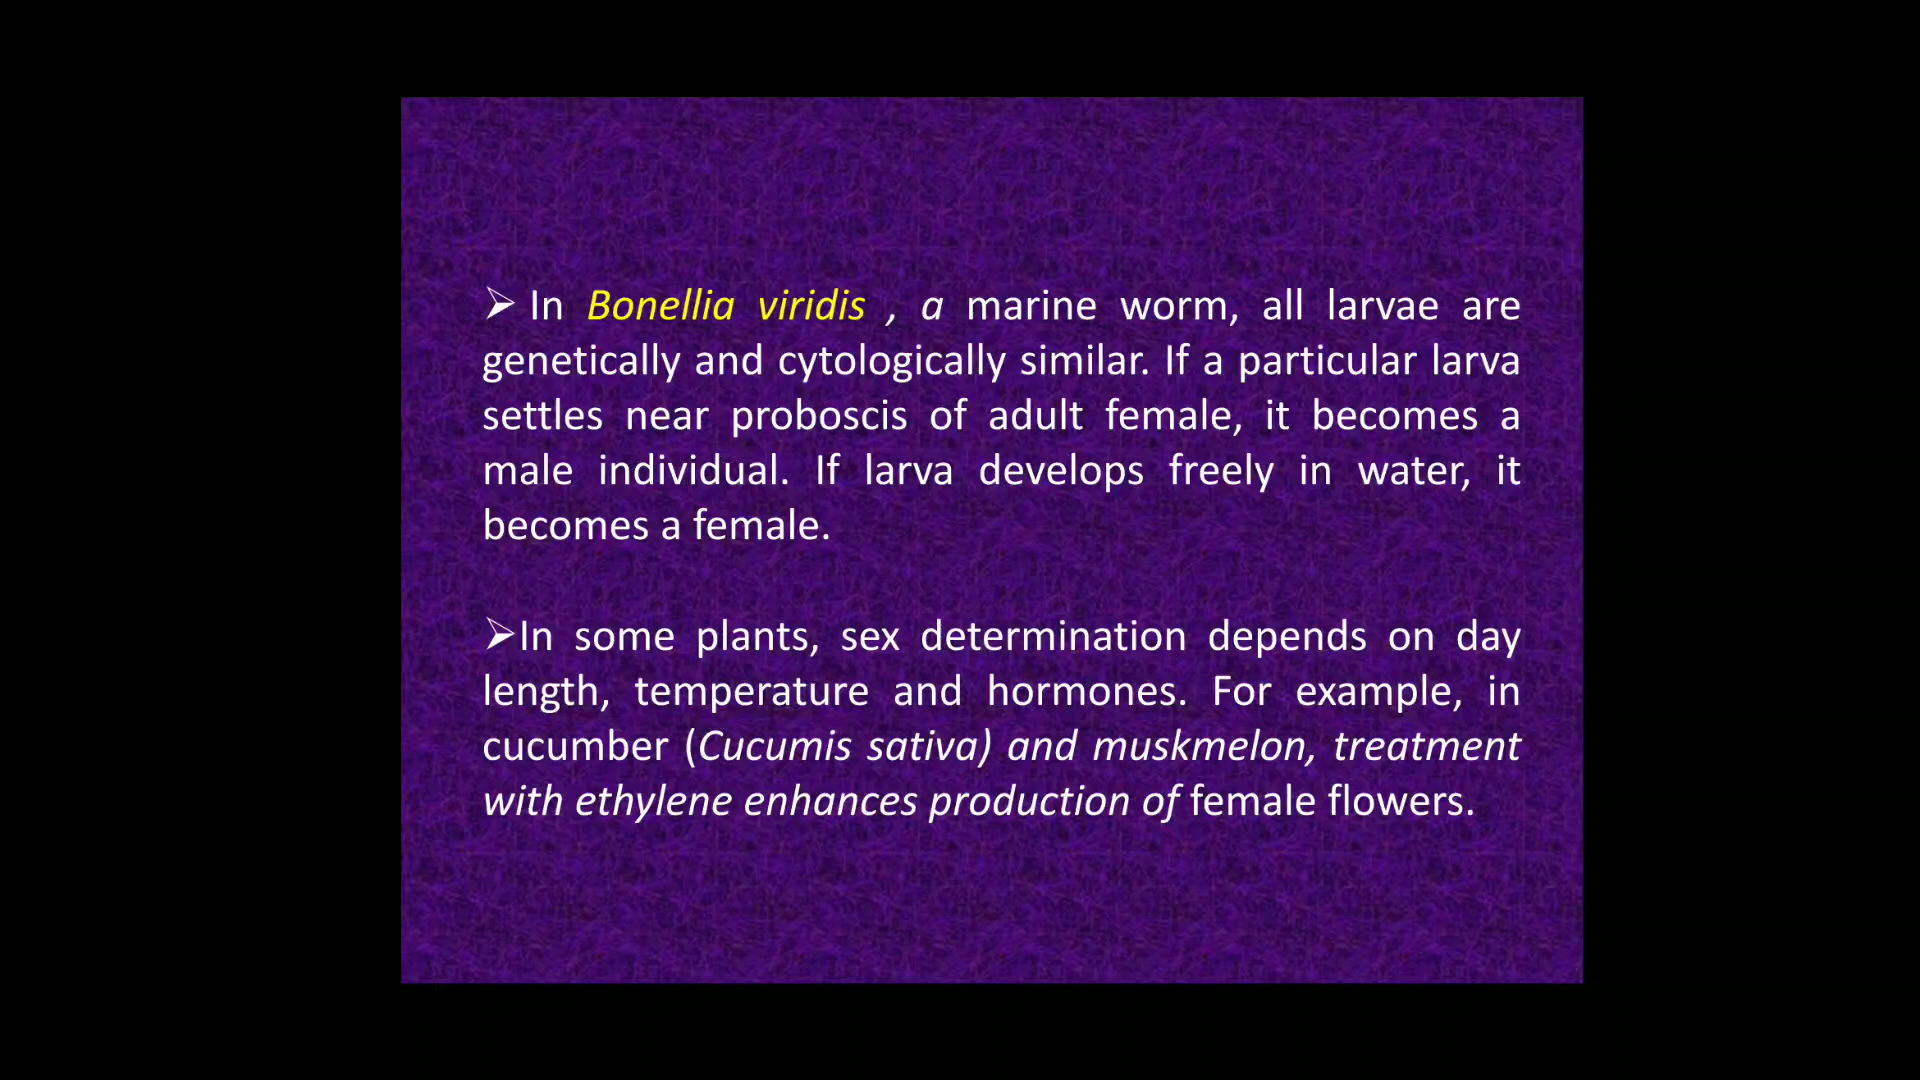 ➢ In Bonellia viridis , a marine worm, all larvae are
genetically and cytologically similar. If a particular larva
settles near proboscis of adult female, it becomes a
male individual. If larva develops freely in water, it
becomes a female.
➢In some plants, sex determination depends on day
length, temperature and hormones. For example, in
cucumber (Cucumis sativa) and muskmelon, treatment
with ethylene enhances production of female flowers.